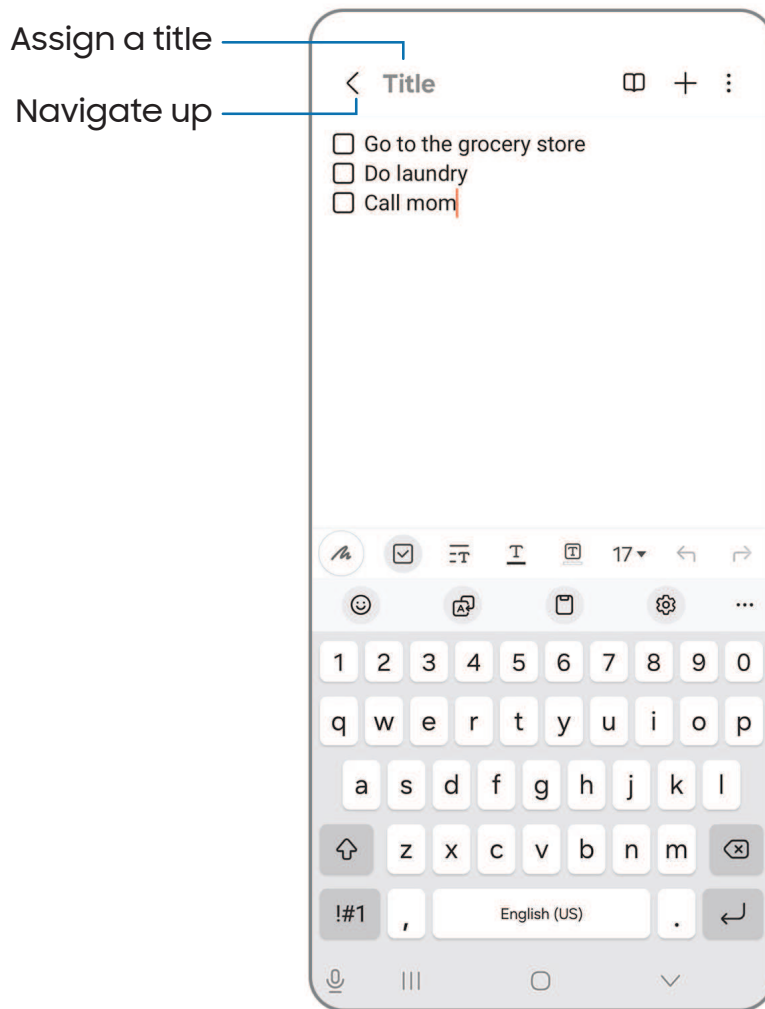 Assign a title
Navigate up
Title
Go to the grocery store
Do laundry
Call mom
T T T 17
A
1 2 3 4 5 6 7 8 9 0
q w e r t y u i o p
a s d f g h j k l
z x c v b n m
!#1 , English (US) .